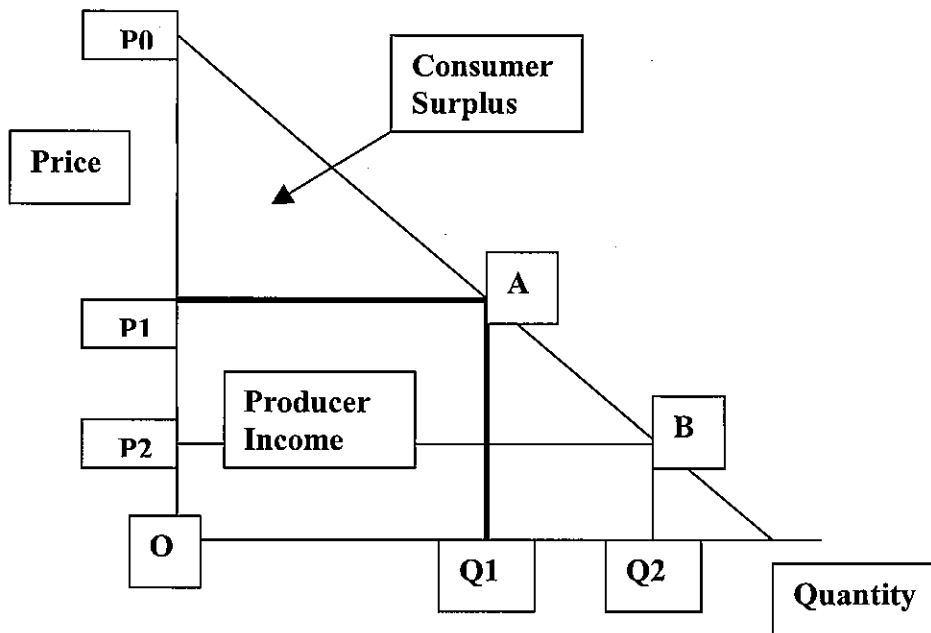 P0
Consumer
Surplus
Price
A
P1
Producer
Income
B
P2
O
Q1
Q2
Quantity